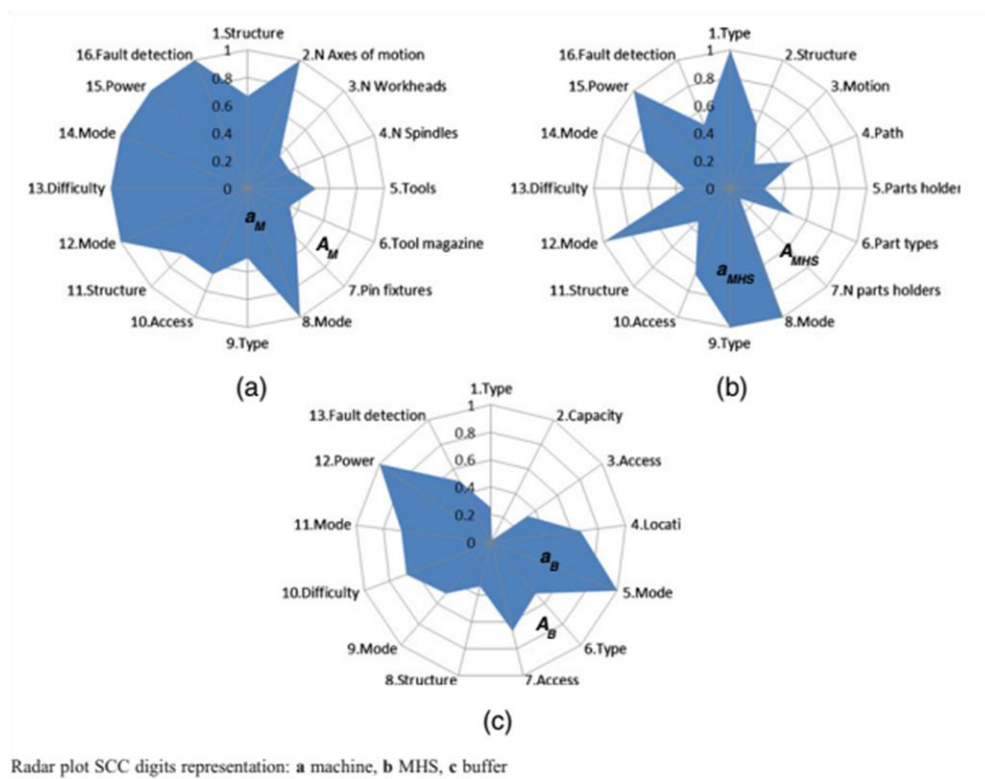 1.Structure
2.N Axes of motion
3.N Workheads
4.N Spindles
5.Tools
6.Tool magazine
7.Pin fixtures
8.Mode
9.Type
10.Access
11.Structure
12.Mode
13.Difficulty
14.Mode
15.Power
16.Fault detection
1
0.8
0.6
0.4
0.2
0
aM
AM
(a)
1.Type
2.Structure
3.Motion
4.Path
5.Parts holder
6.Part types
7.N parts holders
8.Mode
9.Type
10.Access
11.Structure
12.Mode
13.Difficulty
14.Mode
15.Power
16.Fault detection
1
0.8
0.6
0.4
0.2
0
aMHS
AMHS
(b)
1.Type
2.Capacity
3.Access
4.Locati
5.Mode
6.Type
7.Access
8.Structure
9.Mode
10.Difficulty
11.Mode
12.Power
13.Fault detection
1
0.8
0.6
0.4
0.2
0
aB
AB
(c)
Radar plot SCC digits representation: a machine, b MHS, c buffer